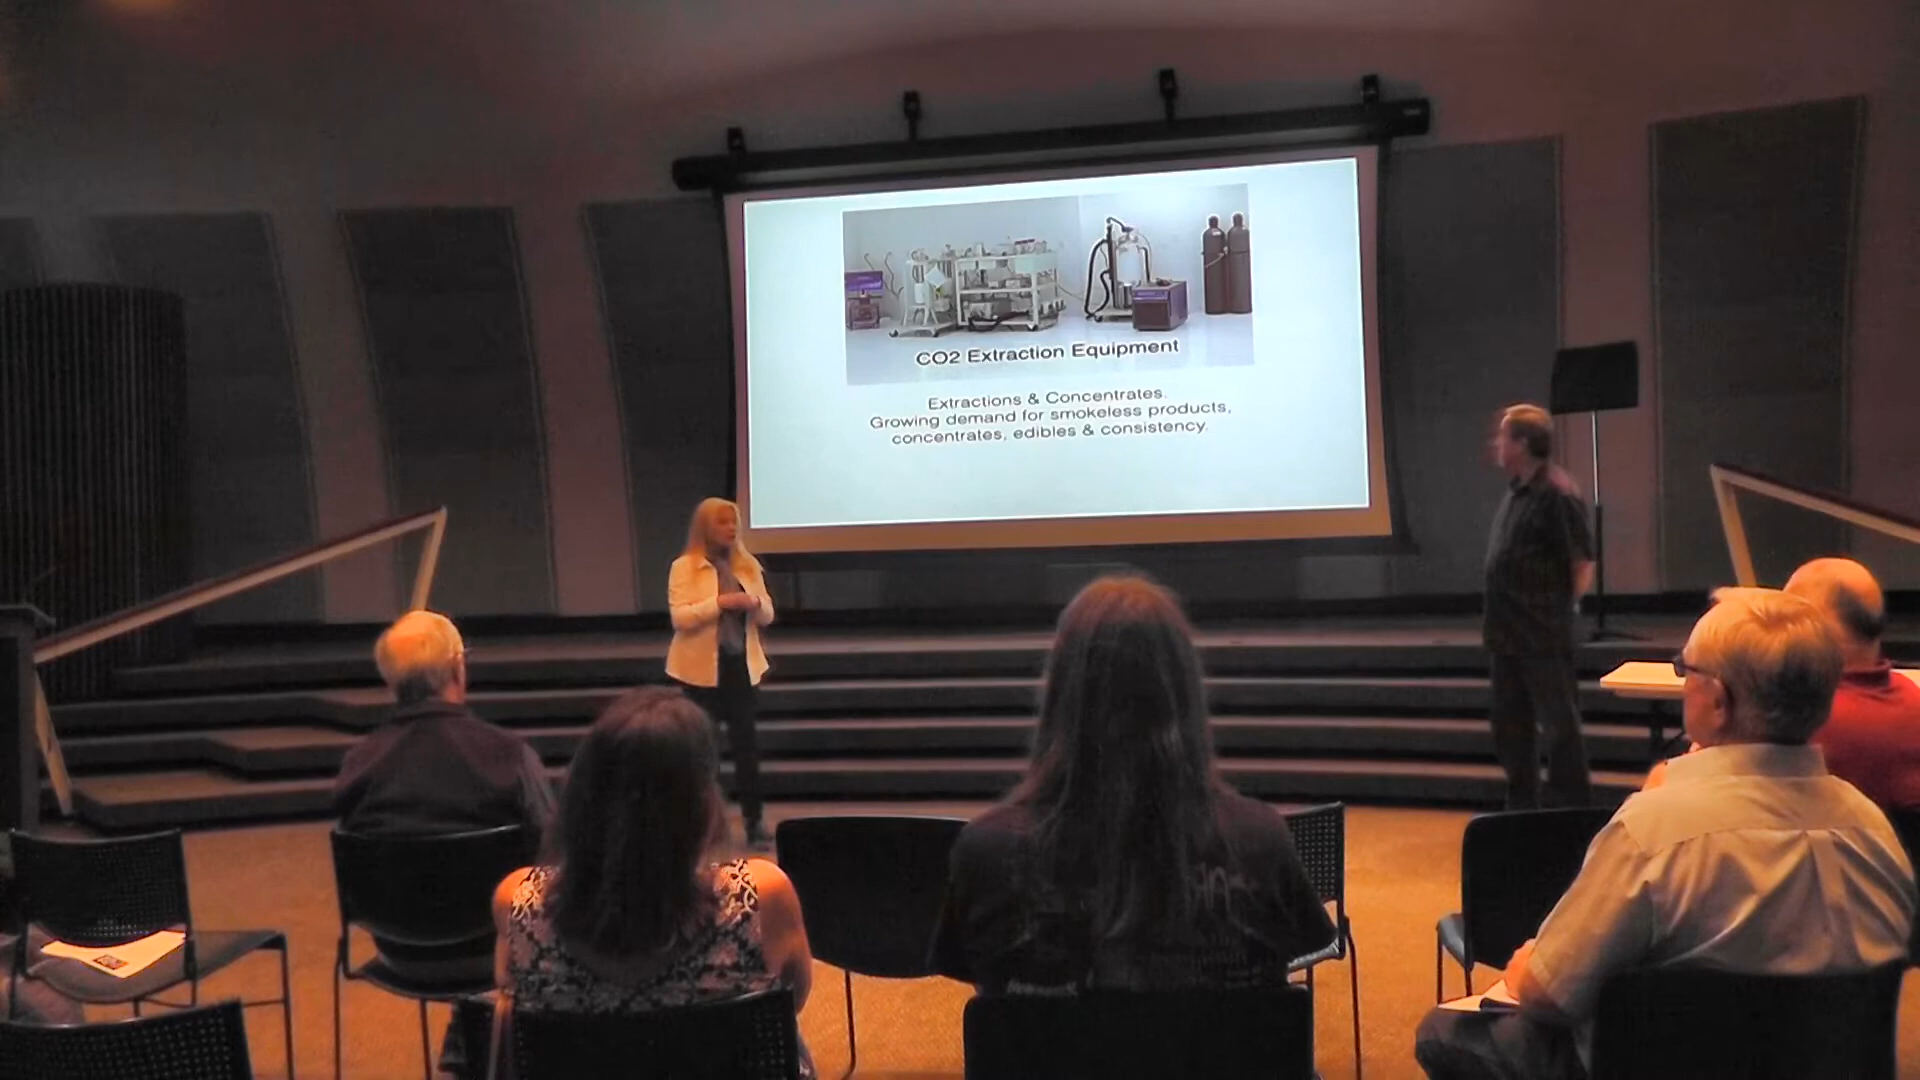 CO2 Extraction Equipment
Extractions & Concentrates.
Growing demand for smokeless products,
concentrates, edibles & consistency.